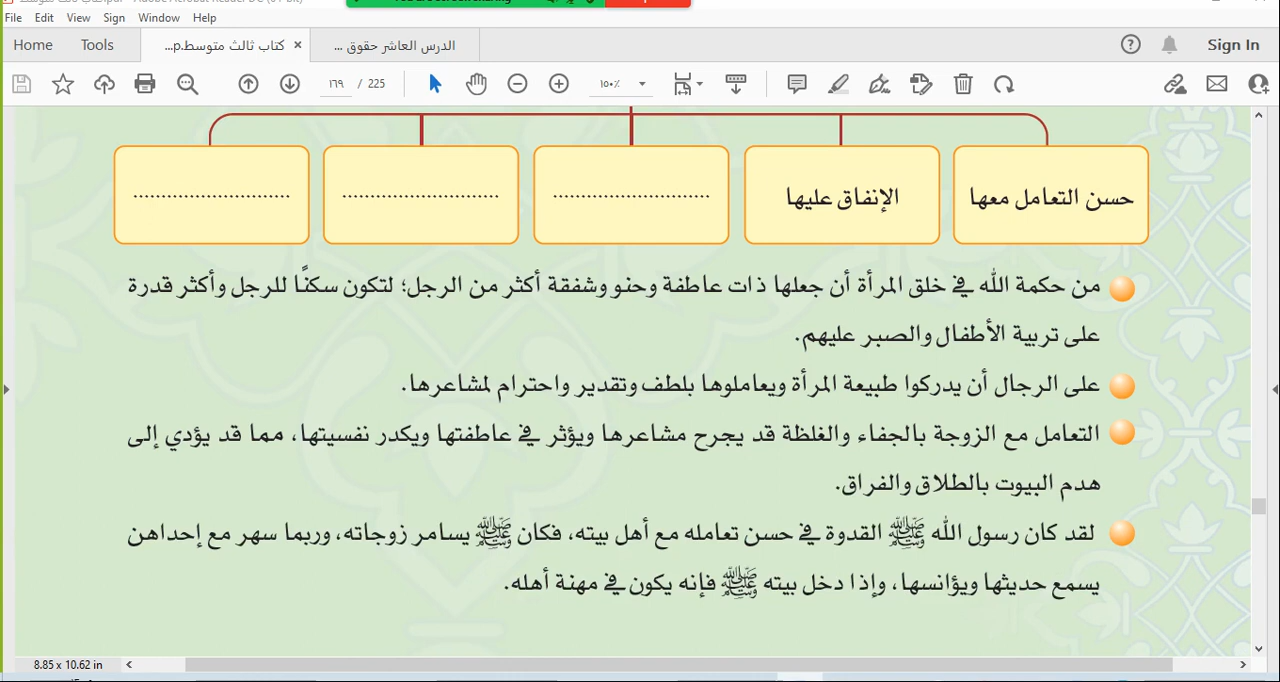 File Edit View Sign Window Help
Home Tools كتاب ثالث متوسط.p... × الدرس العاشر حقوق ... Sign In
١٦٩ / 225 ١٥٠٪
حسن التعامل معها
الإنفاق عليها
.........................
.........................
.........................
من حكمة الله في خلق المرأة أن جعلها ذات عاطفة وحنو وشفقة أكثر من الرجل؛ لتكون سكنًا للرجل وأكثر قدرة
على تربية الأطفال والصبر عليهم.
على الرجال أن يدركوا طبيعة المرأة ويعاملوها بلطف وتقدير واحترام لمشاعرها.
التعامل مع الزوجة بالجفاء والغلظة قد يجرح مشاعرها ويؤثر في عاطفتها ويكدر نفسيتها، مما قد يؤدي إلى
هدم البيوت بالطلاق والفراق.
لقد كان رسول الله ﷺ القدوة في حسن تعامله مع أهل بيته، فكان ﷺ يسامر زوجاته، وربما سهر مع إحداهن
يسمع حديثها ويؤانسها، وإذا دخل بيته ﷺ فإنه يكون في مهنة أهله.
8.85 x 10.62 in